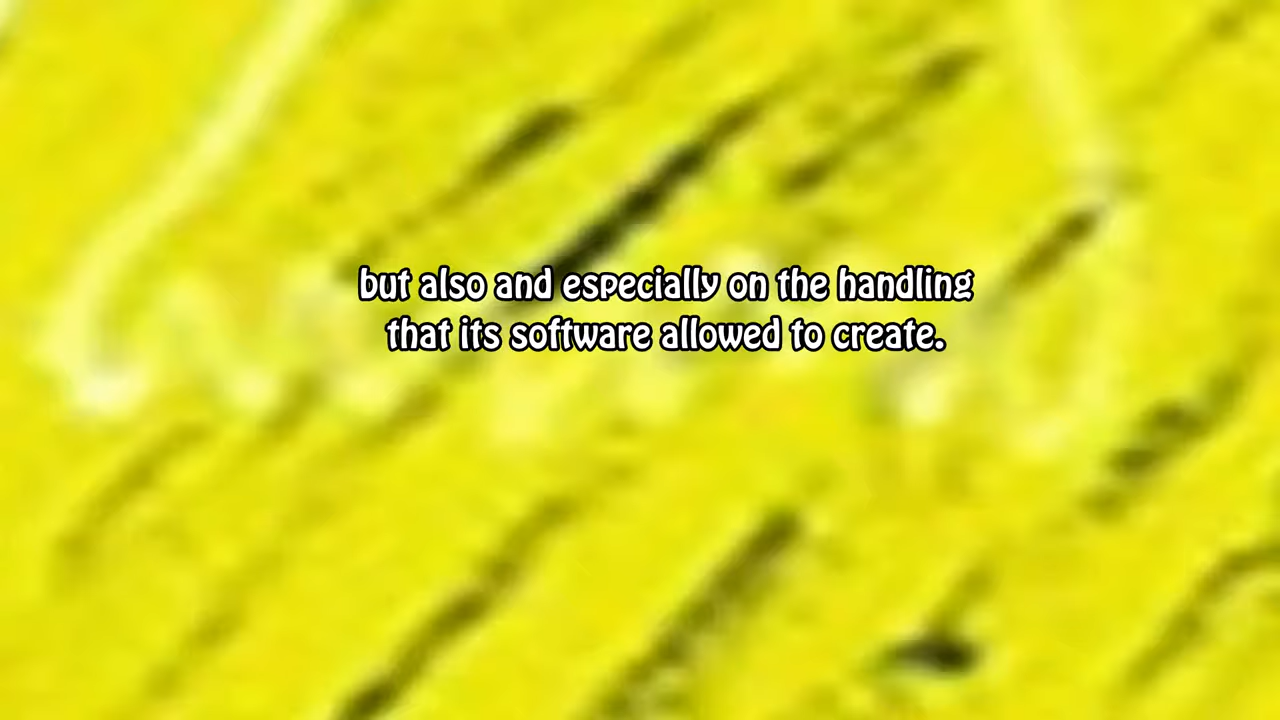 but also and especially on the handling
that its software allowed to create.